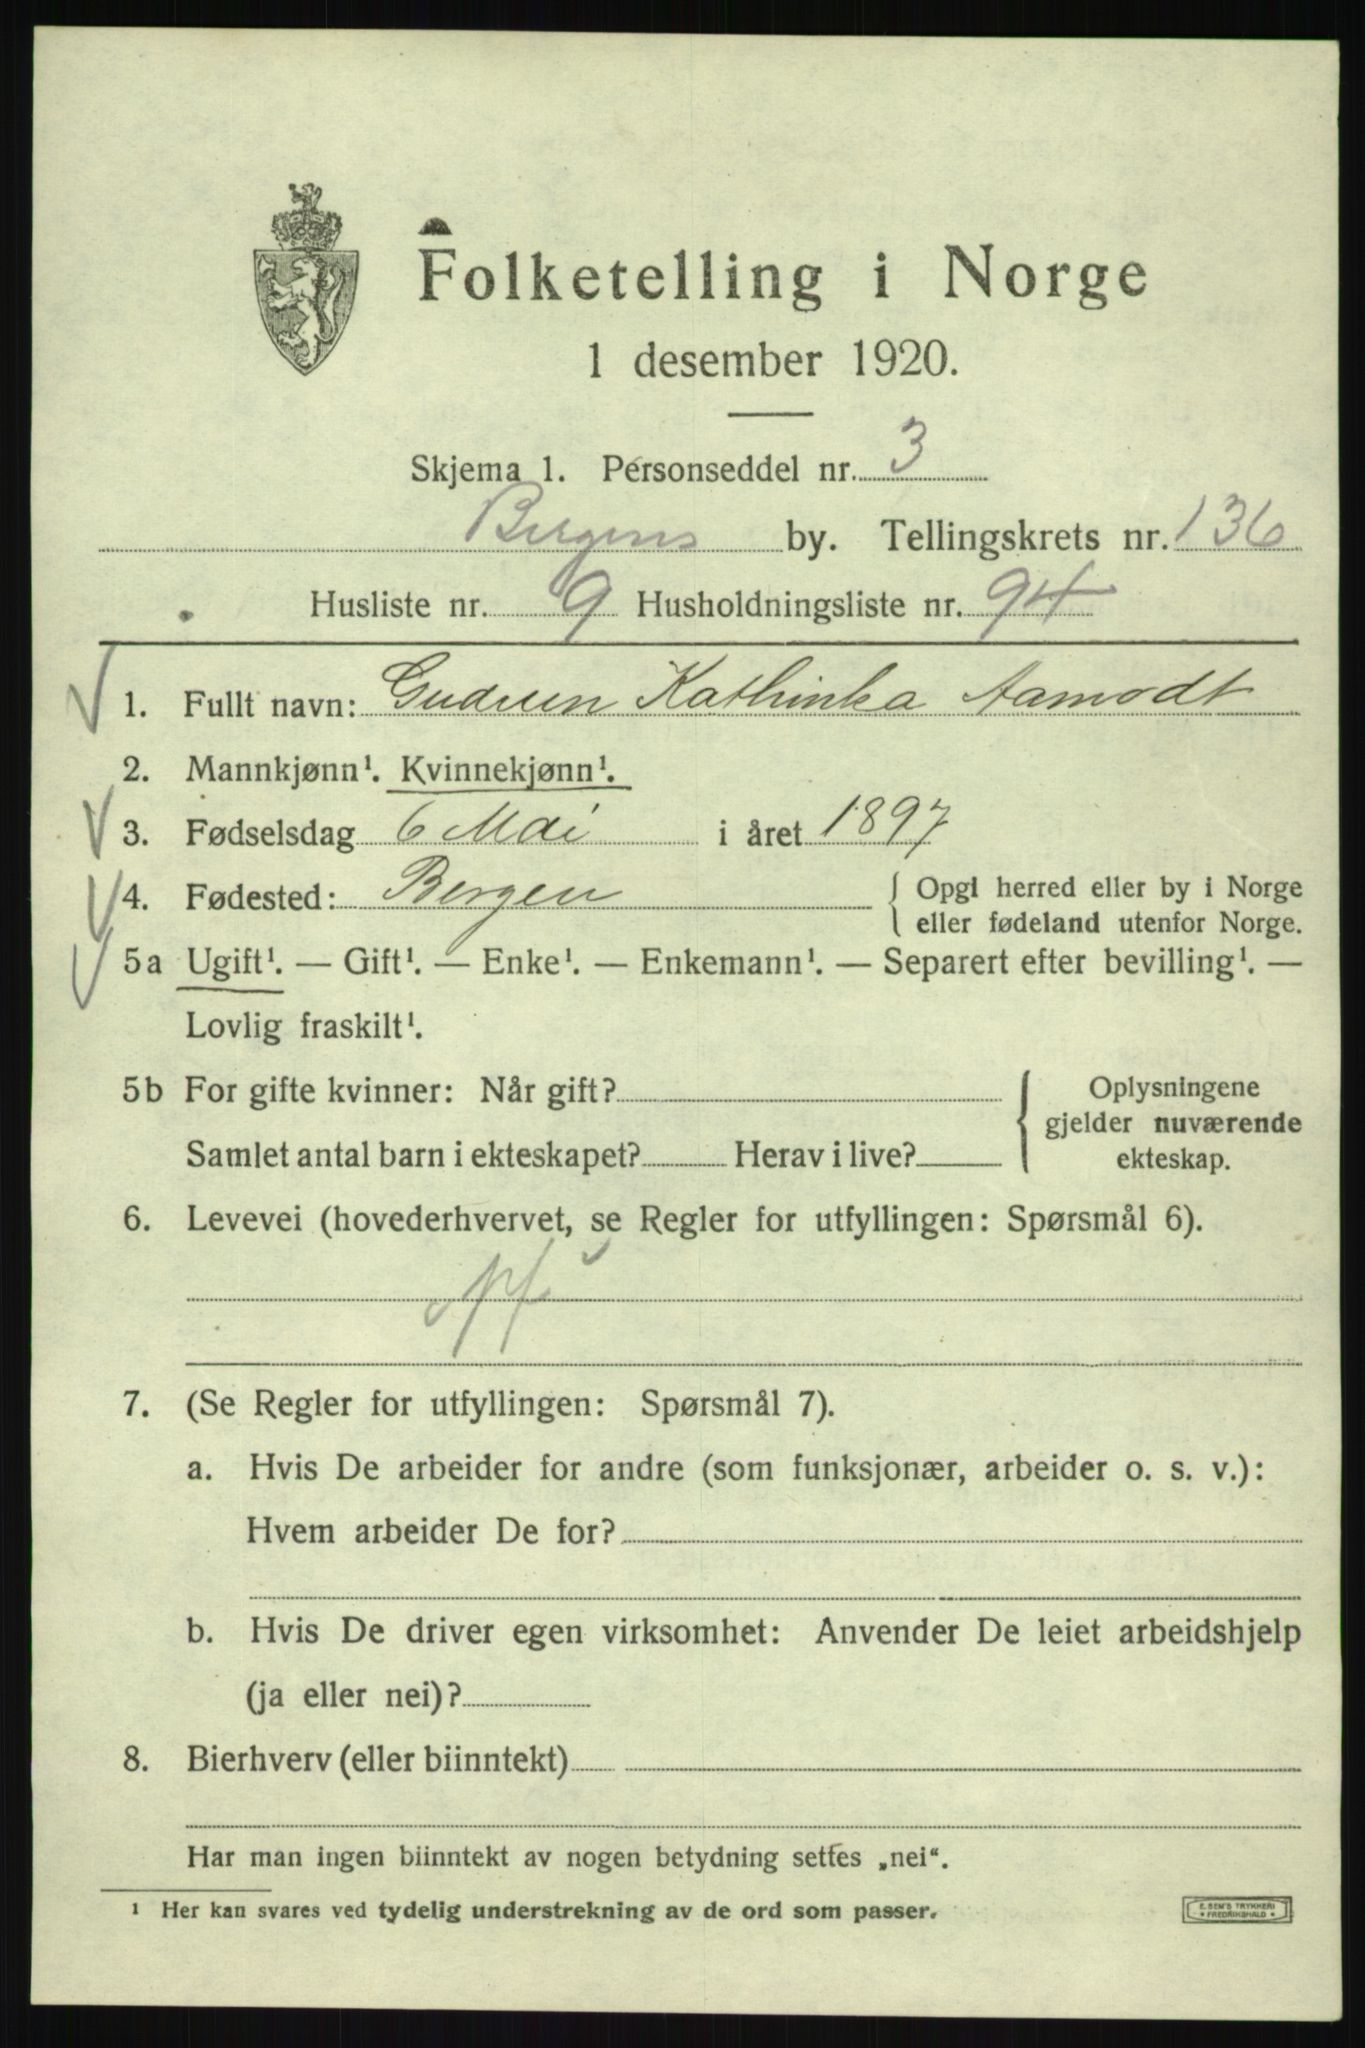 Folketelling i Norge
1 desember 1920.
Skjema 1. Personseddel nr. 3
Bergens by. Tellingskrets nr. 136
Husliste nr. 9 Husholdningsliste nr. 94
1. Fullt navn: Gudrun Kathinka Aamodt
2. Mannkjønn¹. Kvinnekjønn¹.
3. Fødselsdag 6 Mai i året 1897
4. Fødested: Bergen { Opgi herred eller by i Norge
eller fødeland utenfor Norge.
5a Ugift¹. — Gift¹. — Enke¹. — Enkemann¹. — Separert efter bevilling¹. —
Lovlig fraskilt¹.
5b For gifte kvinner: Når gift? { Oplysningene
gjelder nuværende
Samlet antal barn i ekteskapet? Herav i live? ekteskap.
6. Levevei (hovederhvervet, se Regler for utfyllingen: Spørsmål 6).
7. (Se Regler for utfyllingen: Spørsmål 7).
a. Hvis De arbeider for andre (som funksjonær, arbeider o. s. v.):
Hvem arbeider De for?
b. Hvis De driver egen virksomhet: Anvender De leiet arbeidshjelp
(ja eller nei)?
8. Bierhverv (eller biinntekt)
Har man ingen biinntekt av nogen betydning settes „nei“.
¹ Her kan svares ved tydelig understrekning av de ord som passer.
E. SEM'S TRYKKERI
FREDRIKSHALD